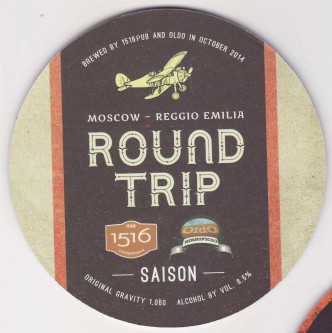 BREWED BY 1516PUB AND OLDO IN OCTOBER 2014
MOSCOW – REGGIO EMILIA
ROUND
TRIP
1516
OldO
BIRRIFICIO
— SAISON —
ORIGINAL GRAVITY 1,060 ALCOHOL BY VOL. 6.5%